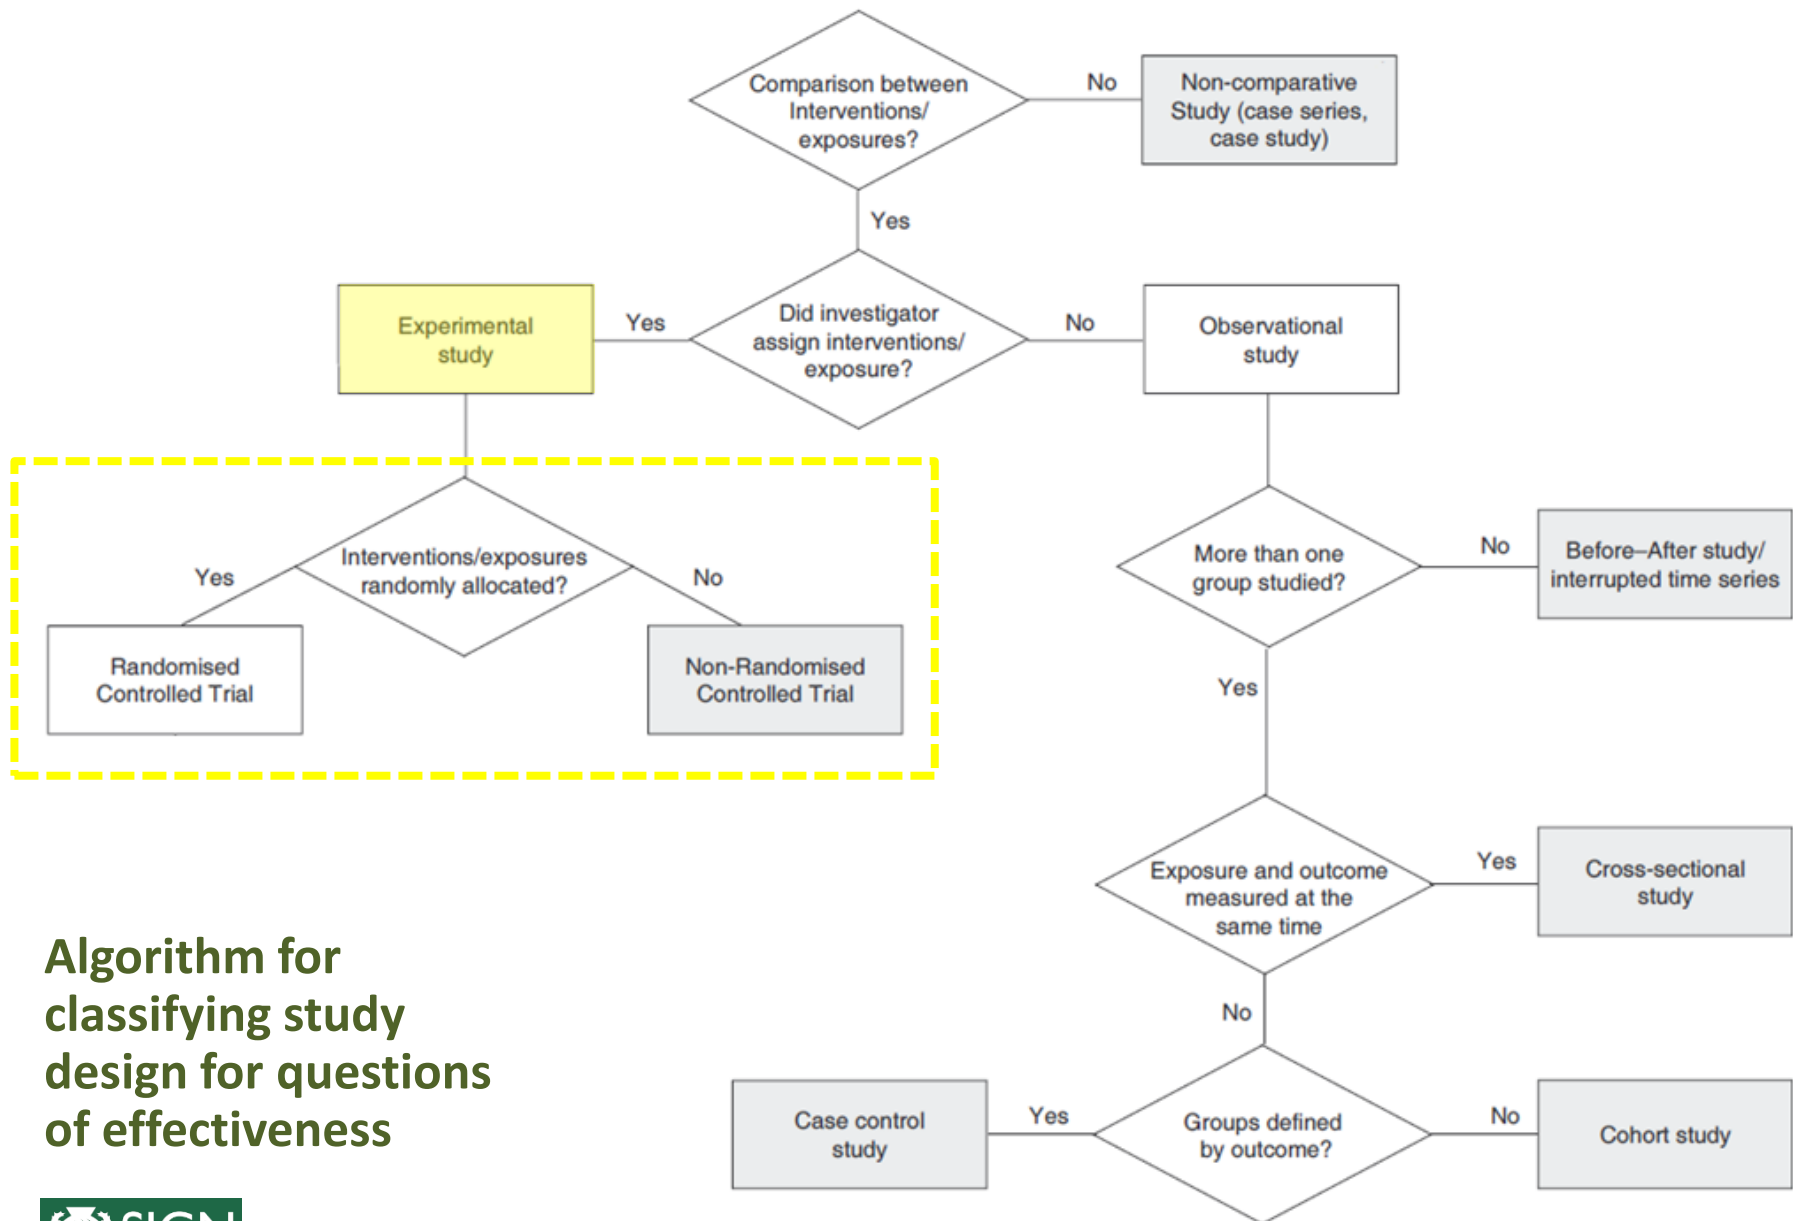 Comparison between
Interventions/
exposures?
No
Non-comparative
Study (case series,
case study)
Yes
Experimental
study
Yes
Did investigator
assign interventions/
exposure?
No
Observational
study
Interventions/exposures
randomly allocated?
Yes
No
Randomised
Controlled Trial
Non-Randomised
Controlled Trial
More than one
group studied?
No
Before–After study/
interrupted time series
Yes
Exposure and outcome
measured at the
same time
Yes
Cross-sectional
study
No
Case control
study
Yes
Groups defined
by outcome?
No
Cohort study
Algorithm for
classifying study
design for questions
of effectiveness
SIGN